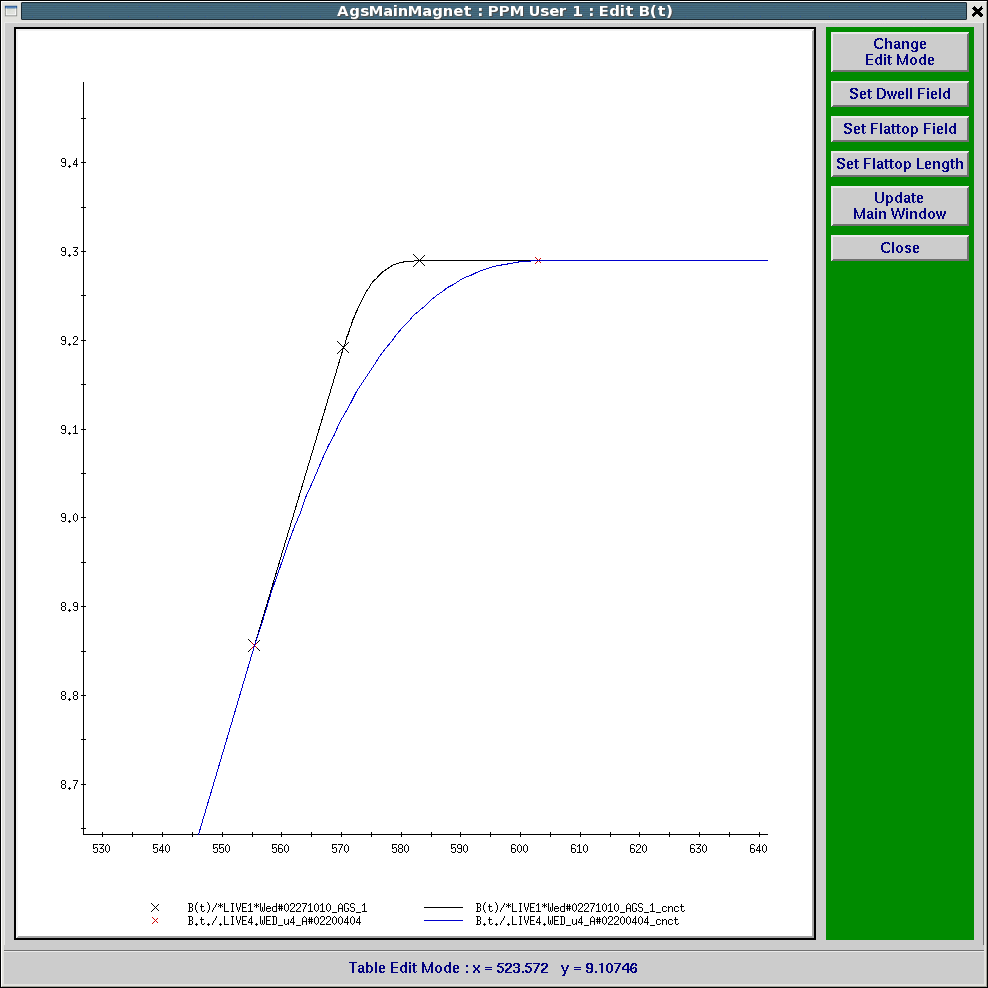 AgsMainMagnet : PPM User 1 : Edit B(t)
Change
Edit Mode
Set Dwell Field
Set Flattop Field
Set Flattop Length
Update
Main Window
Close
9.4
9.3
9.2
9.1
9.0
8.9
8.8
8.7
530 540 550 560 570 580 590 600 610 620 630 640
B(t)/*LIVE1*Wed#02271010_AGS_1 B(t)/*LIVE1*Wed#02271010_AGS_1_cnct
B.t./.LIVE4.WED_u4_A#02200404 B.t./.LIVE4.WED_u4_A#02200404_cnct
Table Edit Mode : x = 523.572 y = 9.10746